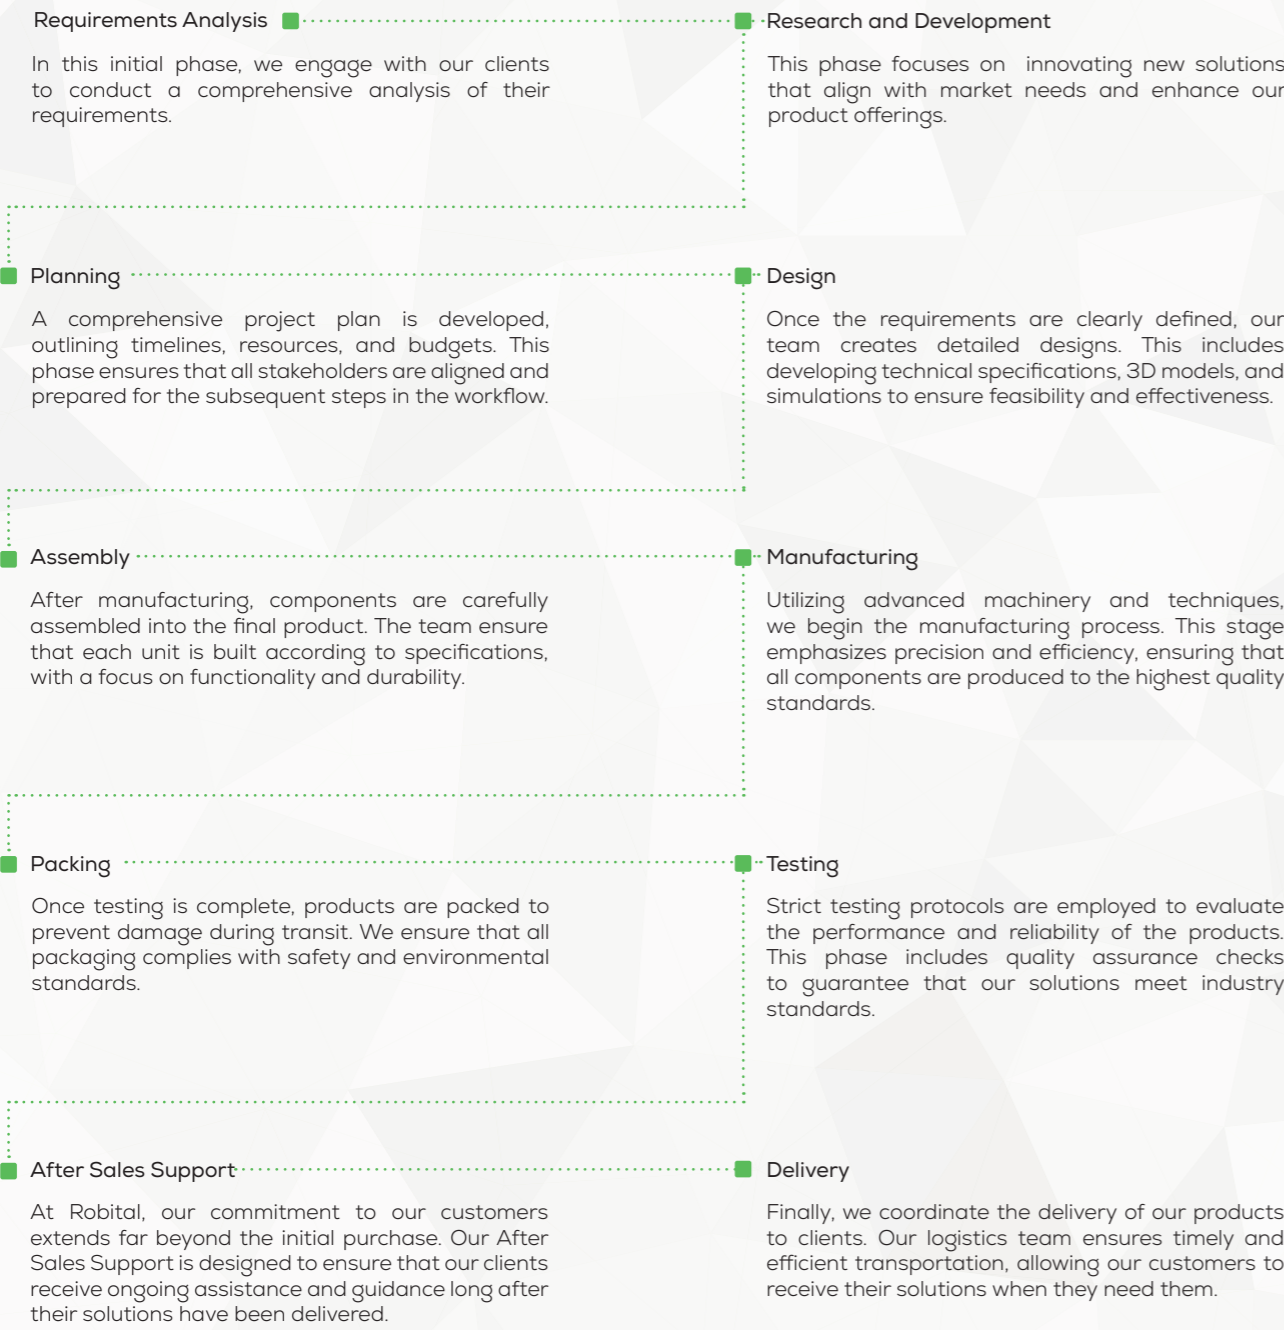 Requirements Analysis
In this initial phase, we engage with our clients
to conduct a comprehensive analysis of their
requirements.
Research and Development
This phase focuses on innovating new solutions
that align with market needs and enhance our
product offerings.
Planning
A comprehensive project plan is developed,
outlining timelines, resources, and budgets. This
phase ensures that all stakeholders are aligned and
prepared for the subsequent steps in the workflow.
Design
Once the requirements are clearly defined, our
team creates detailed designs. This includes
developing technical specifications, 3D models, and
simulations to ensure feasibility and effectiveness.
Assembly
After manufacturing, components are carefully
assembled into the final product. The team ensure
that each unit is built according to specifications,
with a focus on functionality and durability.
Manufacturing
Utilizing advanced machinery and techniques,
we begin the manufacturing process. This stage
emphasizes precision and efficiency, ensuring that
all components are produced to the highest quality
standards.
Packing
Once testing is complete, products are packed to
prevent damage during transit. We ensure that all
packaging complies with safety and environmental
standards.
Testing
Strict testing protocols are employed to evaluate
the performance and reliability of the products.
This phase includes quality assurance checks
to guarantee that our solutions meet industry
standards.
After Sales Support
At Robital, our commitment to our customers
extends far beyond the initial purchase. Our After
Sales Support is designed to ensure that our clients
receive ongoing assistance and guidance long after
their solutions have been delivered.
Delivery
Finally, we coordinate the delivery of our products
to clients. Our logistics team ensures timely and
efficient transportation, allowing our customers to
receive their solutions when they need them.